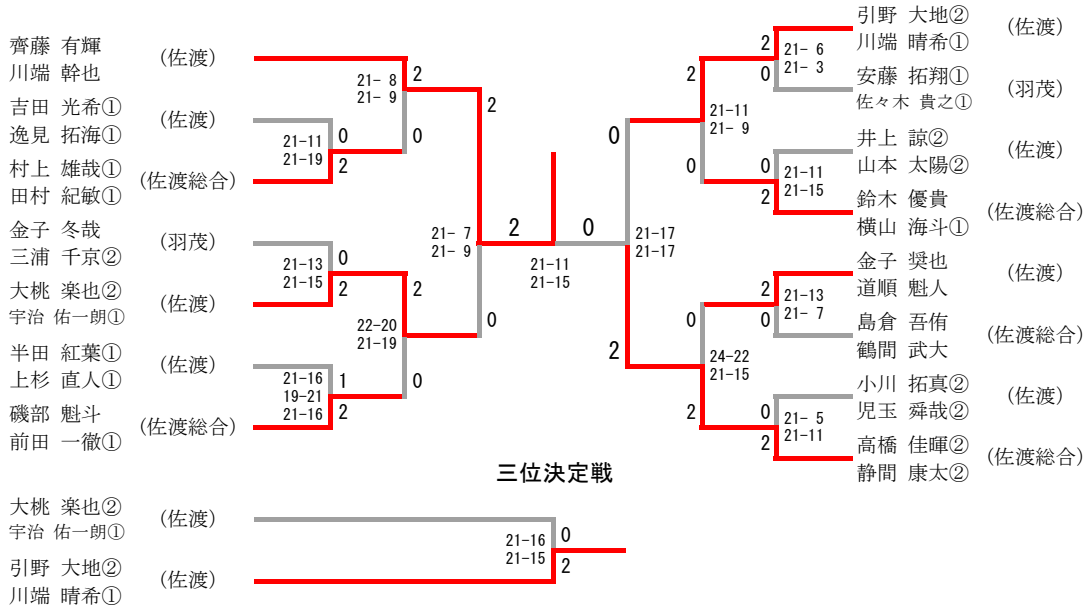 齊藤 有輝
川端 幹也
(佐渡)
吉田 光希①
逸見 拓海①
(佐渡)
村上 雄哉①
田村 紀敏①
(佐渡総合)
金子 冬哉
三浦 千京②
(羽茂)
大桃 楽也②
宇治 佑一朗①
(佐渡)
半田 紅葉①
上杉 直人①
(佐渡)
磯部 魁斗
前田 一徹①
(佐渡総合)
21- 8
21- 9
2
0
21-11
21-19
0
2
21-13
21-15
0
2
22-20
21-19
2
0
21-16
19-21
21-16
1
2
21- 7
21- 9
2
0
2
0
21-11
21-15
0
2
21-17
21-17
21-11
21- 9
2
0
21- 6
21- 3
2
0
21-11
21-15
0
2
24-22
21-15
0
2
21-13
21- 7
2
0
21- 5
21-11
0
2
引野 大地②
川端 晴希①
(佐渡)
安藤 拓翔①
佐々木 貴之①
(羽茂)
井上 諒②
山本 太陽②
(佐渡)
鈴木 優貴
横山 海斗①
(佐渡総合)
金子 奨也
道順 魁人
(佐渡)
島倉 吾侑
鶴間 武大
(佐渡総合)
小川 拓真②
児玉 舜哉②
(佐渡)
高橋 佳暉②
静間 康太②
(佐渡総合)
三位決定戦
大桃 楽也②
宇治 佑一朗①
(佐渡)
引野 大地②
川端 晴希①
(佐渡)
21-16
21-15
0
2